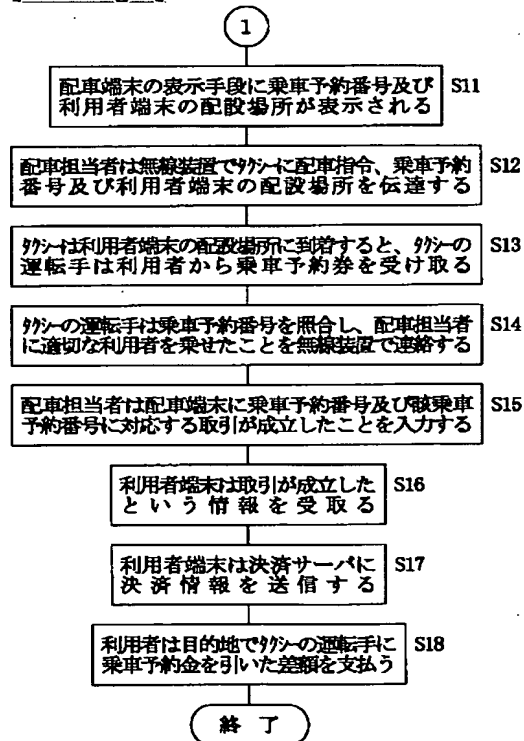 1
配車端末の表示手段に乗車予約番号及び
利用者端末の配設場所が表示される
S11
配車担当者は無線装置でﾀｸｼｰに配車指令、乗車予約
番号及び利用者端末の配設場所を伝達する
S12
ﾀｸｼｰは利用者端末の配設場所に到着すると、ﾀｸｼｰの
運転手は利用者から乗車予約券を受け取る
S13
ﾀｸｼｰの運転手は乗車予約番号を照合し、配車担当者
に適切な利用者を乗せたことを無線装置で連絡する
S14
配車担当者は配車端末に乗車予約番号及び該乗車
予約番号に対応する取引が成立したことを入力する
S15
利用者端末は取引が成立した
という情報を受取る
S16
利用者端末は決済サーバに
決済情報を送信する
S17
利用者は目的地でﾀｸｼｰの運転手に
乗車予約金を引いた差額を支払う
S18
終了